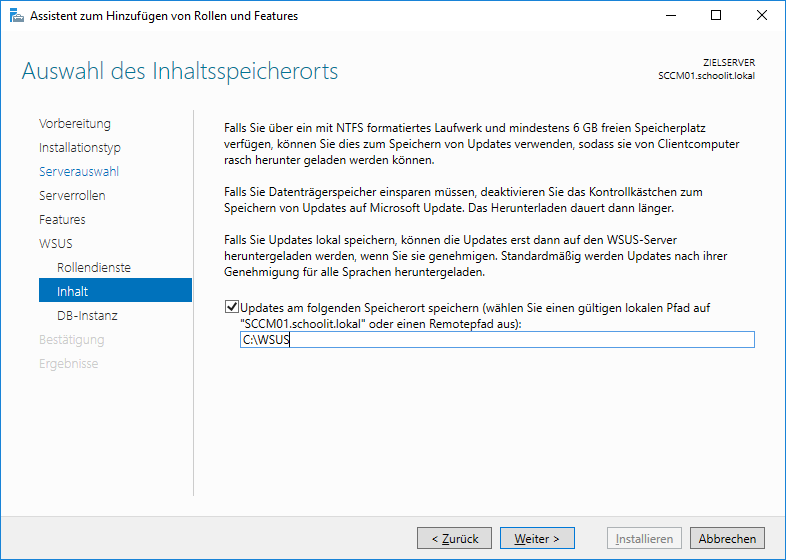 Assistent zum Hinzufügen von Rollen und Features
Auswahl des Inhaltsspeicherorts
ZIELSERVER
SCCM01.schoolit.lokal
Vorbereitung
Installationstyp
Serverauswahl
Serverrollen
Features
WSUS
Rollendienste
Inhalt
DB-Instanz
Bestätigung
Ergebnisse
Falls Sie über ein mit NTFS formatiertes Laufwerk und mindestens 6 GB freien Speicherplatz
verfügen, können Sie dies zum Speichern von Updates verwenden, sodass sie von Clientcomputer
rasch herunter geladen werden können.
Falls Sie Datenträgerspeicher einsparen müssen, deaktivieren Sie das Kontrollkästchen zum
Speichern von Updates auf Microsoft Update. Das Herunterladen dauert dann länger.
Falls Sie Updates lokal speichern, können die Updates erst dann auf den WSUS-Server
heruntergeladen werden, wenn Sie sie genehmigen. Standardmäßig werden Updates nach ihrer
Genehmigung für alle Sprachen heruntergeladen.
Updates am folgenden Speicherort speichern (wählen Sie einen gültigen lokalen Pfad auf
"SCCM01.schoolit.lokal" oder einen Remotepfad aus):
C:\WSUS
< Zurück
Weiter >
Installieren
Abbrechen